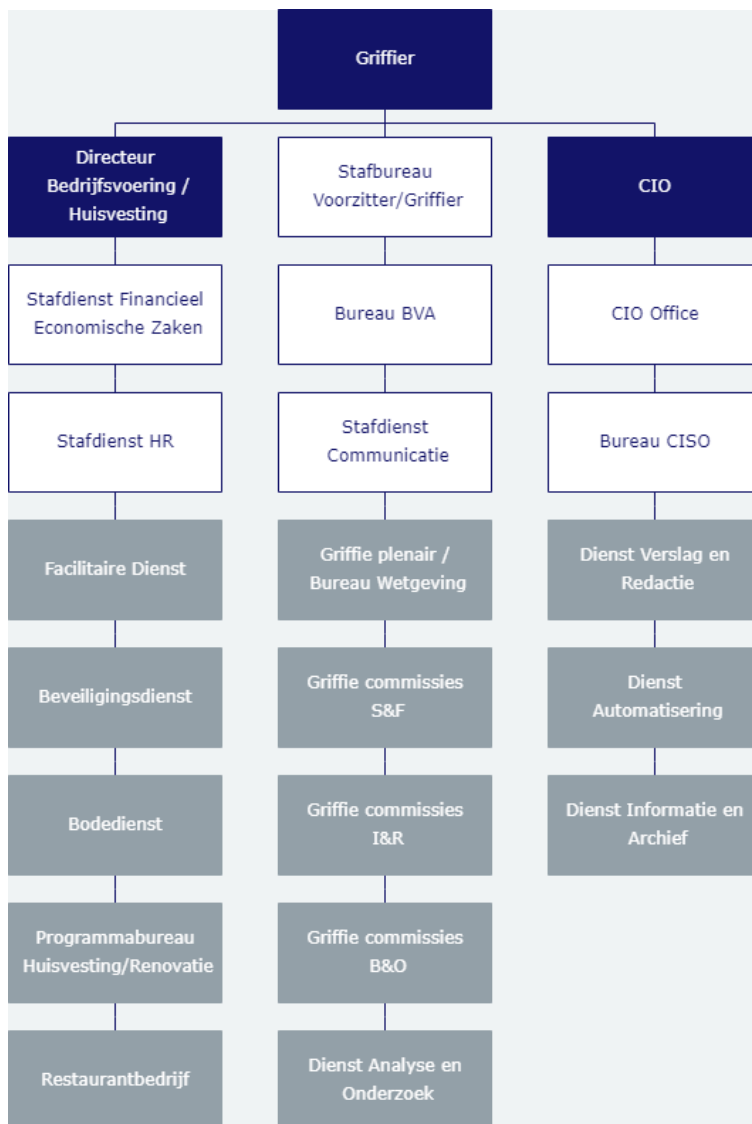 Griffier
Directeur
Bedrijfsvoering /
Huisvesting
Stafbureau
Voorzitter/Griffier
CIO
Stafdienst Financieel
Economische Zaken
Bureau BVA
CIO Office
Stafdienst HR
Stafdienst
Communicatie
Bureau CISO
Facilitaire Dienst
Griffie plenair /
Bureau Wetgeving
Dienst Verslag en
Redactie
Beveiligingsdienst
Griffie commissies
S&F
Dienst
Automatisering
Bodedienst
Griffie commissies
I&R
Dienst Informatie en
Archief
Programmabureau
Huisvesting/Renovatie
Griffie commissies
B&O
Restaurantbedrijf
Dienst Analyse en
Onderzoek